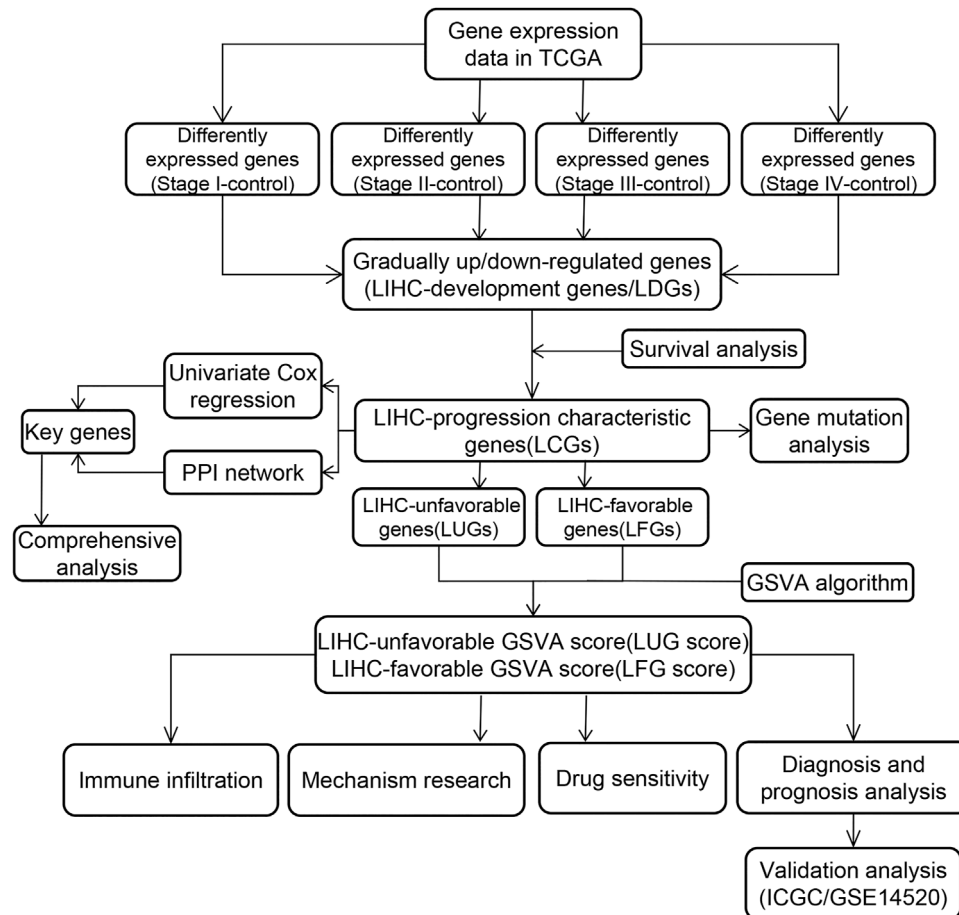 Gene expression
data in TCGA
Differently
expressed genes
(Stage I-control)
Differently
expressed genes
(Stage II-control)
Differently
expressed genes
(Stage III-control)
Differently
expressed genes
(Stage IV-control)
Gradually up/down-regulated genes
(LIHC-development genes/LDGs)
Survival analysis
Univariate Cox
regression
Key genes
PPI network
Comprehensive
analysis
LIHC-progression characteristic
genes(LCGs)
Gene mutation
analysis
LIHC-unfavorable
genes(LUGs)
LIHC-favorable
genes(LFGs)
GSVA algorithm
LIHC-unfavorable GSVA score(LUG score)
LIHC-favorable GSVA score(LFG score)
Immune infiltration
Mechanism research
Drug sensitivity
Diagnosis and
prognosis analysis
Validation analysis
(ICGC/GSE14520)